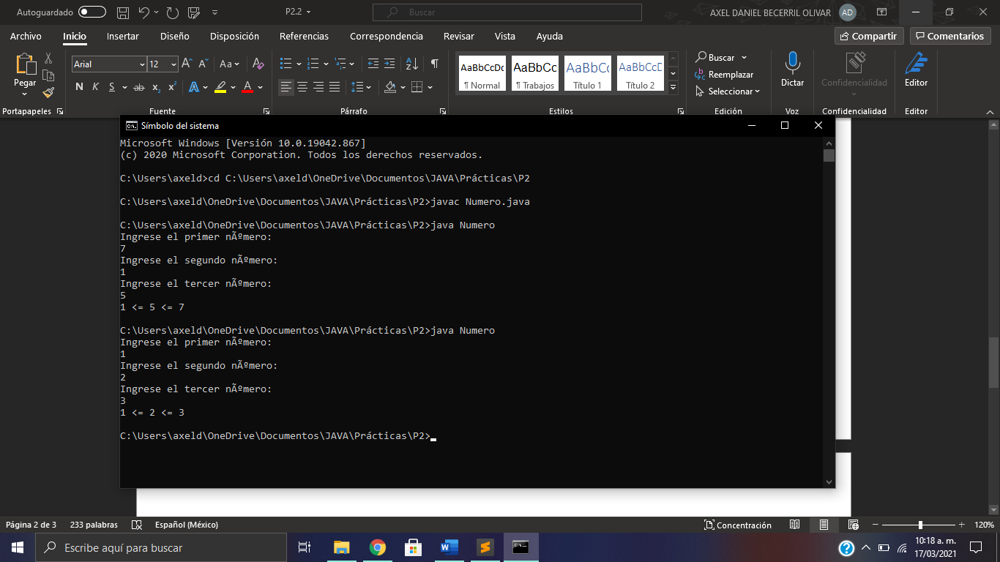 Autoguardado P2.2 Buscar AXEL DANIEL BECERRIL OLIVAR AD
Archivo Inicio Insertar Diseño Disposición Referencias Correspondencia Revisar Vista Ayuda Compartir Comentarios
Pegar
Portapapeles
Arial 12
N K S ab x₂ x²
Fuente
Párrafo
AaBbCcDc AaBbCc AaBbCc AaBbCcD
¶ Normal ¶ Trabajos Título 1 Título 2
Estilos
Buscar
Reemplazar
Seleccionar
Edición
Dictar
Voz
Confidencialidad
Confidencialidad
Editor
Editor
Símbolo del sistema
Microsoft Windows [Versión 10.0.19042.867]
(c) 2020 Microsoft Corporation. Todos los derechos reservados.
C:\Users\axeld>cd C:\Users\axeld\OneDrive\Documentos\JAVA\Prácticas\P2
C:\Users\axeld\OneDrive\Documentos\JAVA\Prácticas\P2>javac Numero.java
C:\Users\axeld\OneDrive\Documentos\JAVA\Prácticas\P2>java Numero
Ingrese el primer nÃºmero:
7
Ingrese el segundo nÃºmero:
1
Ingrese el tercer nÃºmero:
5
1 <= 5 <= 7
C:\Users\axeld\OneDrive\Documentos\JAVA\Prácticas\P2>java Numero
Ingrese el primer nÃºmero:
1
Ingrese el segundo nÃºmero:
2
Ingrese el tercer nÃºmero:
3
1 <= 2 <= 3
C:\Users\axeld\OneDrive\Documentos\JAVA\Prácticas\P2>
Página 2 de 3 233 palabras Español (México) Concentración 120%
Escribe aquí para buscar
10:18 a. m.
17/03/2021